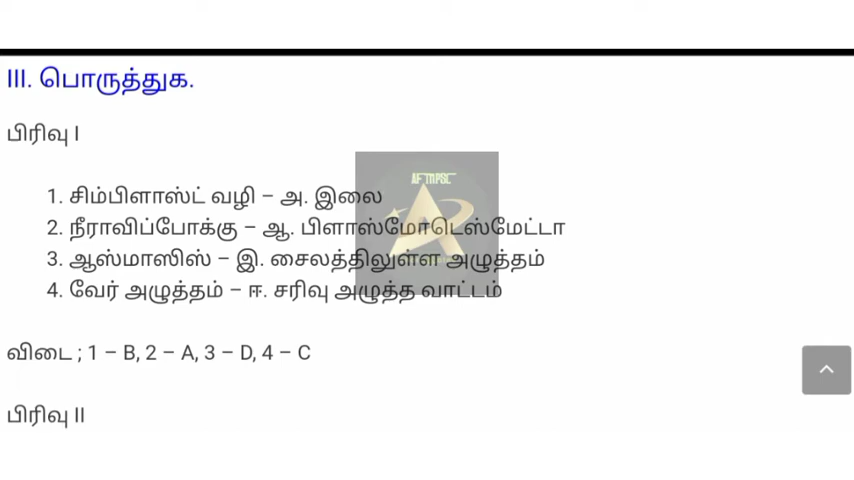 III. பொருத்துக.
பிரிவு I
1. சிம்பிளாஸ்ட் வழி – அ. இலை
2. நீராவிப்போக்கு – ஆ. பிளாஸ்மோடெஸ்மேட்டா
3. ஆஸ்மாஸிஸ் – இ. சைலத்திலுள்ள அழுத்தம்
4. வேர் அழுத்தம் – ஈ. சரிவு அழுத்த வாட்டம்
விடை ; 1 – B, 2 – A, 3 – D, 4 – C
பிரிவு II